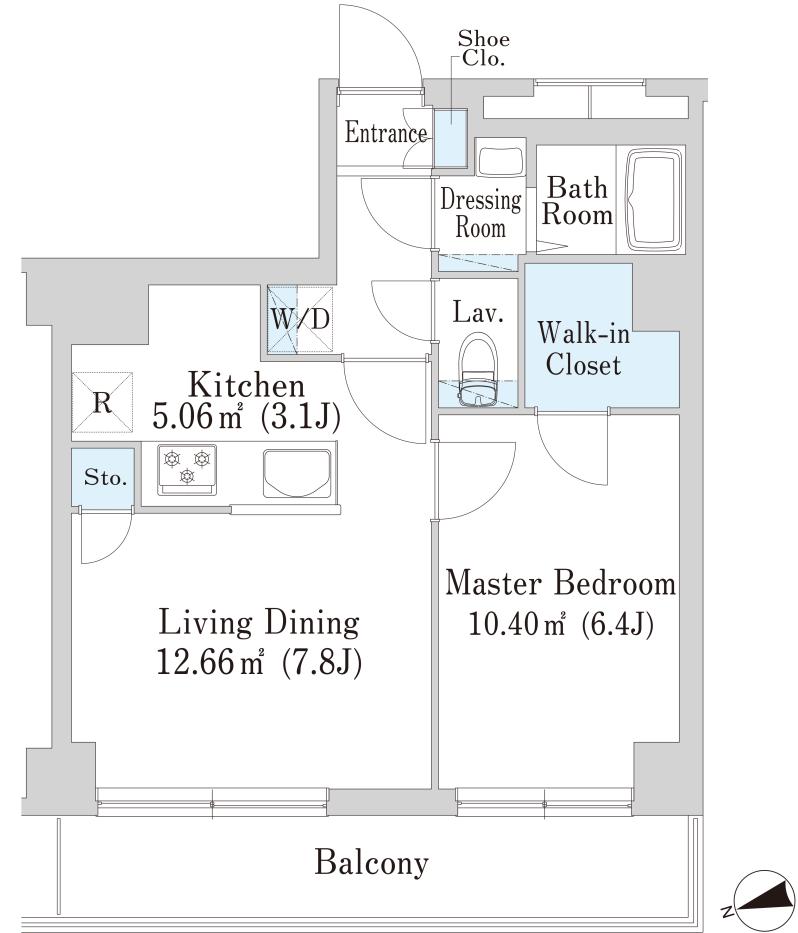 Shoe
Clo.
Entrance
Dressing
Room
Bath
Room
W/D
Lav.
Walk-in
Closet
R
Kitchen
5.06㎡ (3.1J)
Sto.
Master Bedroom
10.40㎡ (6.4J)
Living Dining
12.66㎡ (7.8J)
Balcony
N